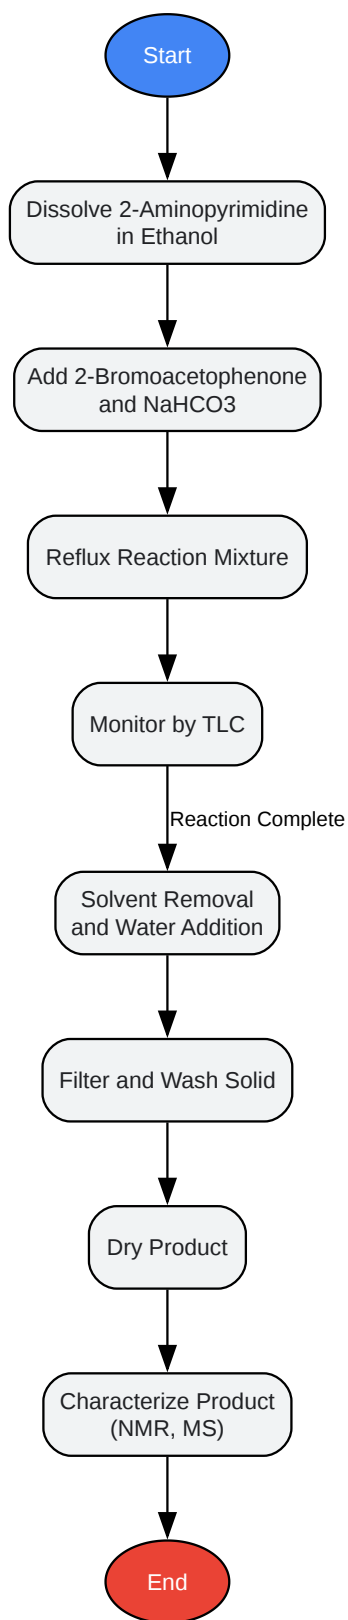 Start
Dissolve 2-Aminopyrimidine
in Ethanol
Add 2-Bromoacetophenone
and NaHCO3
Reflux Reaction Mixture
Monitor by TLC
Reaction Complete
Solvent Removal
and Water Addition
Filter and Wash Solid
Dry Product
Characterize Product
(NMR, MS)
End